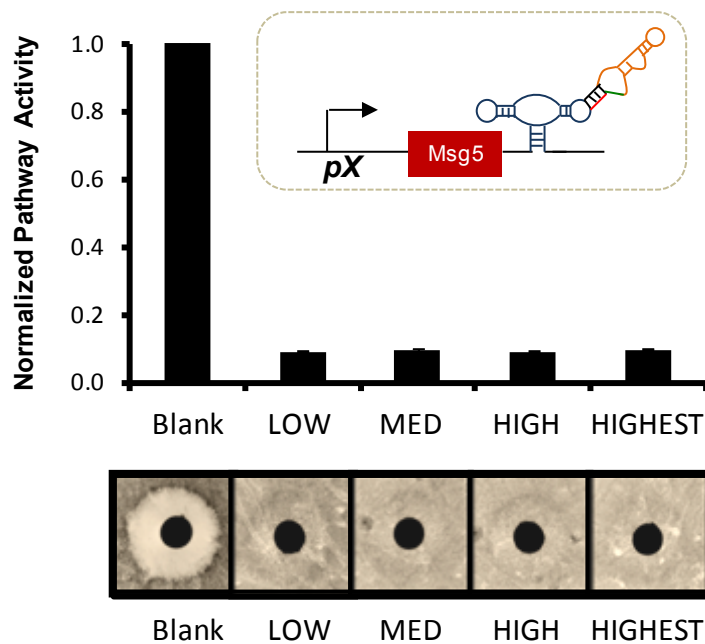 Normalized Pathway Activity
1.0
0.8
0.6
0.4
0.2
0.0
pX
Msg5
Blank LOW MED HIGH HIGHEST
Blank LOW MED HIGH HIGHEST